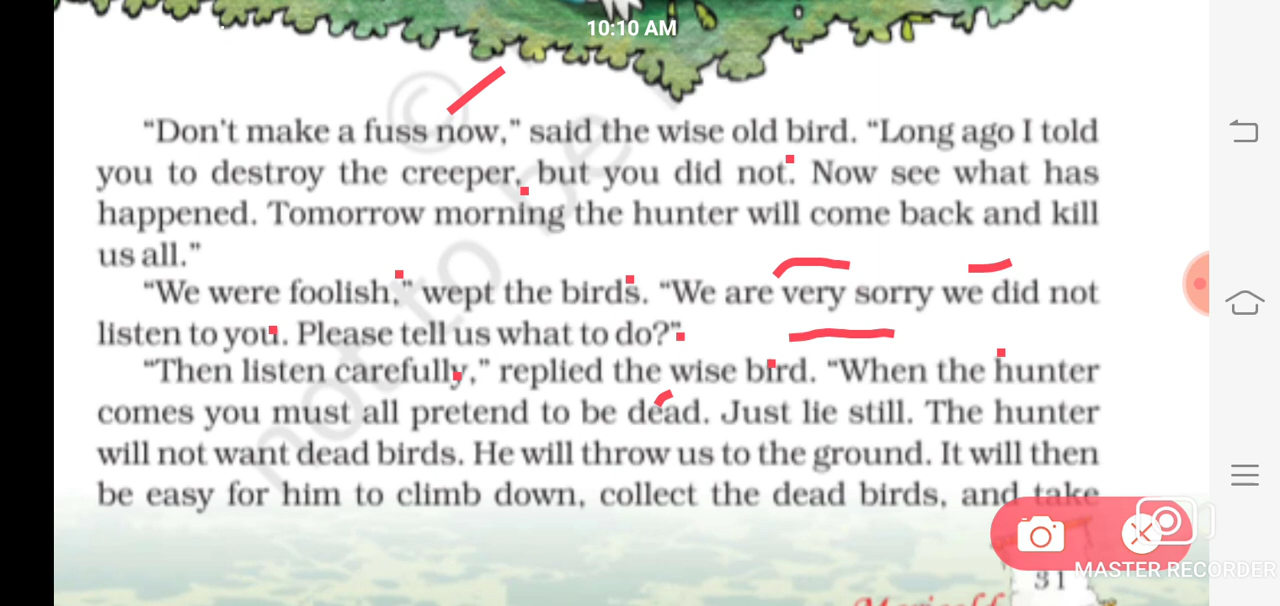 10:10 AM
“Don't make a fuss now,” said the wise old bird. “Long ago I told
you to destroy the creeper, but you did not. Now see what has
happened. Tomorrow morning the hunter will come back and kill
us all.”
“We were foolish,” wept the birds. “We are very sorry we did not
listen to you. Please tell us what to do?”
“Then listen carefully,” replied the wise bird. “When the hunter
comes you must all pretend to be dead. Just lie still. The hunter
will not want dead birds. He will throw us to the ground. It will then
be easy for him to climb down, collect the dead birds, and take
MASTER RECORDER
31
© not to be